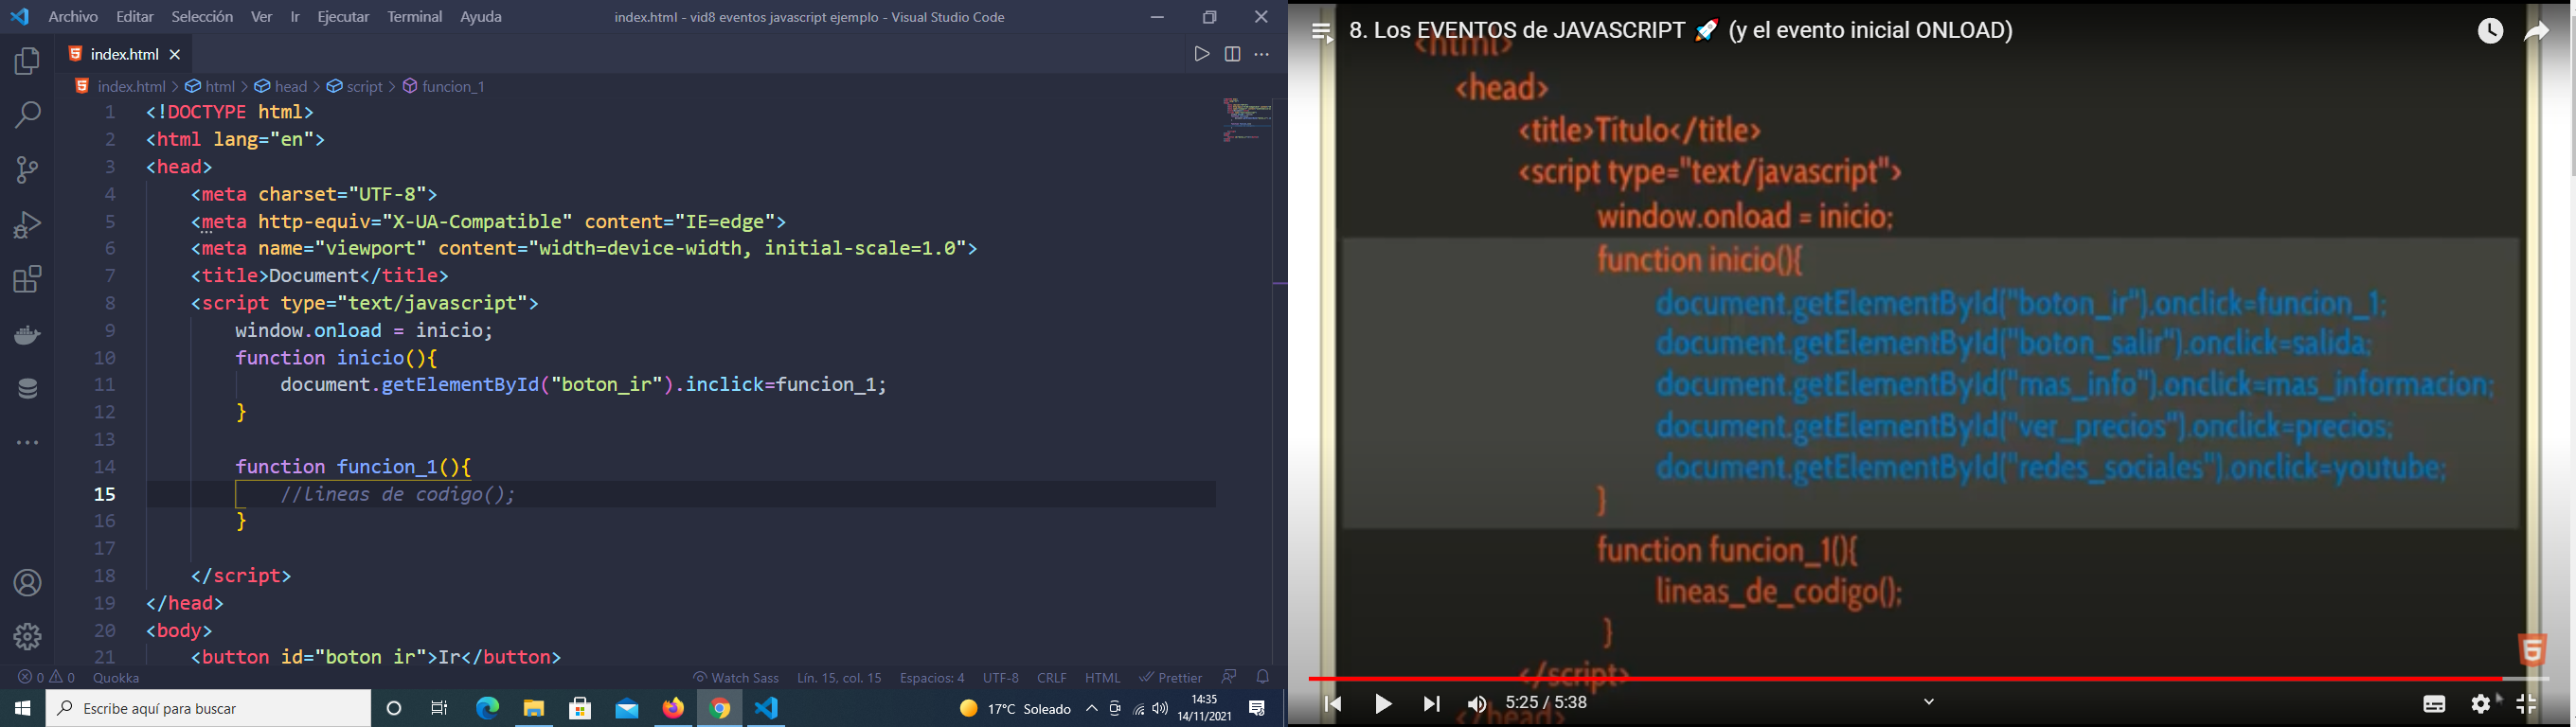 Archivo Editar Selección Ver Ir Ejecutar Terminal Ayuda
index.html - vid8 eventos javascript ejemplo - Visual Studio Code
index.html
index.html > html > head > script > funcion_1
1 <!DOCTYPE html>
2 <html lang="en">
3 <head>
4 <meta charset="UTF-8">
5 <meta http-equiv="X-UA-Compatible" content="IE=edge">
6 <meta name="viewport" content="width=device-width, initial-scale=1.0">
7 <title>Document</title>
8 <script type="text/javascript">
9 window.onload = inicio;
10 function inicio(){
11 document.getElementById("boton_ir").inclick=funcion_1;
12 }
13
14 function funcion_1(){
15 //lineas de codigo();
16 }
17
18 </script>
19 </head>
20 <body>
21 <button id="boton ir">Ir</button>
0 0 Quokka
Watch Sass Lín. 15, col. 15 Espacios: 4 UTF-8 CRLF HTML Prettier
Escribe aquí para buscar
17°C Soleado
14:35
14/11/2021
8. Los EVENTOS de JAVASCRIPT 🚀 (y el evento inicial ONLOAD)
<html>
<head>
<title>Título</title>
<script type="text/javascript">
window.onload = inicio;
function inicio(){
document.getElementById("boton_ir").onclick=funcion_1;
document.getElementById("boton_salir").onclick=salida;
document.getElementById("mas_info").onclick=mas_informacion;
document.getElementById("ver_precios").onclick=precios;
document.getElementById("redes_sociales").onclick=youtube;
}
function funcion_1(){
lineas_de_codigo();
}
</script>
</head>
5:25 / 5:38